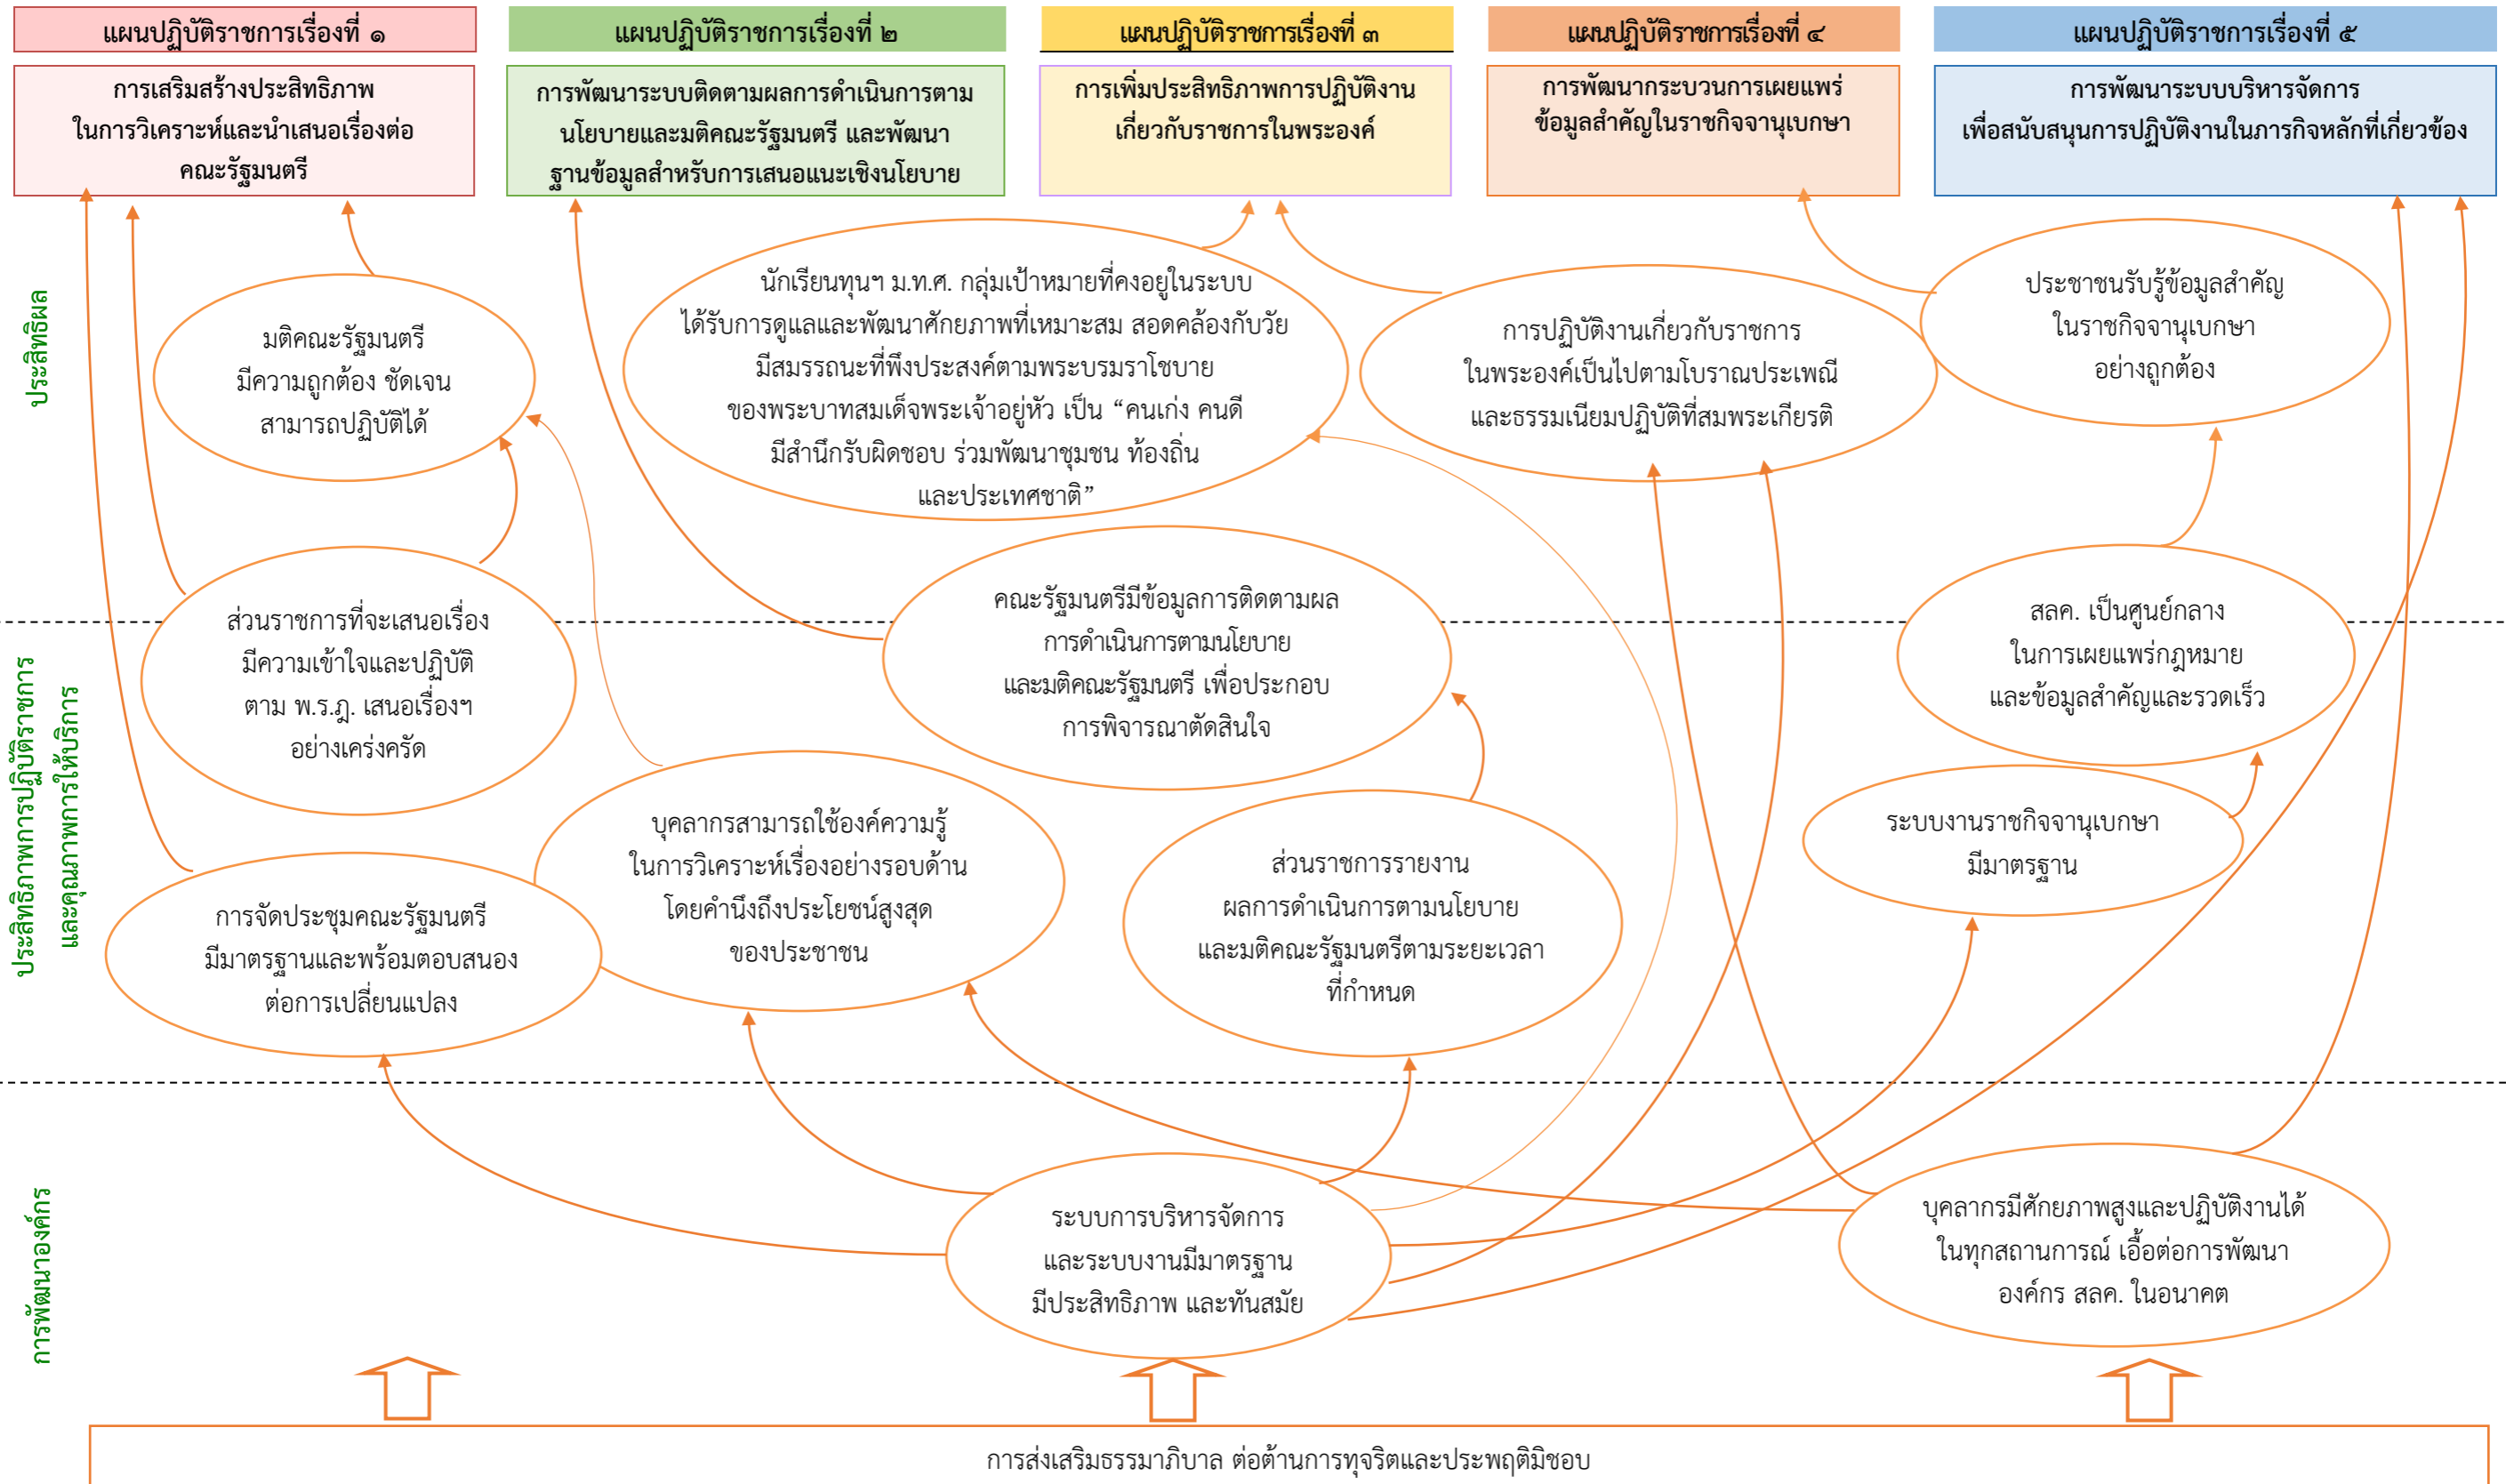 แผนปฏิบัติราชการเรื่องที่ ๑
แผนปฏิบัติราชการเรื่องที่ ๒
แผนปฏิบัติราชการเรื่องที่ ๓
แผนปฏิบัติราชการเรื่องที่ ๔
แผนปฏิบัติราชการเรื่องที่ ๕
การเสริมสร้างประสิทธิภาพ
ในการวิเคราะห์และนำเสนอเรื่องต่อ
คณะรัฐมนตรี
การพัฒนาระบบติดตามผลการดำเนินการตาม
นโยบายและมติคณะรัฐมนตรี และพัฒนา
ฐานข้อมูลสำหรับการเสนอแนะเชิงนโยบาย
การเพิ่มประสิทธิภาพการปฏิบัติงาน
เกี่ยวกับราชการในพระองค์
การพัฒนากระบวนการเผยแพร่
ข้อมูลสำคัญในราชกิจจานุเบกษา
การพัฒนาระบบบริหารจัดการ
เพื่อสนับสนุนการปฏิบัติงานในภารกิจหลักที่เกี่ยวข้อง
ประสิทธิผล
มติคณะรัฐมนตรี
มีความถูกต้อง ชัดเจน
สามารถปฏิบัติได้
นักเรียนทุนฯ ม.ท.ศ. กลุ่มเป้าหมายที่คงอยู่ในระบบ
ได้รับการดูแลและพัฒนาศักยภาพที่เหมาะสม สอดคล้องกับวัย
มีสมรรถนะที่พึงประสงค์ตามพระบรมราโชบาย
ของพระบาทสมเด็จพระเจ้าอยู่หัว เป็น “คนเก่ง คนดี
มีสำนึกรับผิดชอบ ร่วมพัฒนาชุมชน ท้องถิ่น
และประเทศชาติ”
การปฏิบัติงานเกี่ยวกับราชการ
ในพระองค์เป็นไปตามโบราณประเพณี
และธรรมเนียมปฏิบัติที่สมพระเกียรติ
ประชาชนรับรู้ข้อมูลสำคัญ
ในราชกิจจานุเบกษา
อย่างถูกต้อง
ประสิทธิภาพการปฏิบัติราชการ
และคุณภาพการให้บริการ
ส่วนราชการที่จะเสนอเรื่อง
มีความเข้าใจและปฏิบัติ
ตาม พ.ร.ฎ. เสนอเรื่องฯ
อย่างเคร่งครัด
คณะรัฐมนตรีมีข้อมูลการติดตามผล
การดำเนินการตามนโยบาย
และมติคณะรัฐมนตรี เพื่อประกอบ
การพิจารณาตัดสินใจ
สลค. เป็นศูนย์กลาง
ในการเผยแพร่กฎหมาย
และข้อมูลสำคัญและรวดเร็ว
บุคลากรสามารถใช้องค์ความรู้
ในการวิเคราะห์เรื่องอย่างรอบด้าน
โดยคำนึงถึงประโยชน์สูงสุด
ของประชาชน
ระบบงานราชกิจจานุเบกษา
มีมาตรฐาน
ส่วนราชการรายงาน
ผลการดำเนินการตามนโยบาย
และมติคณะรัฐมนตรีตามระยะเวลา
ที่กำหนด
การจัดประชุมคณะรัฐมนตรี
มีมาตรฐานและพร้อมตอบสนอง
ต่อการเปลี่ยนแปลง
การพัฒนาองค์กร
ระบบการบริหารจัดการ
และระบบงานมีมาตรฐาน
มีประสิทธิภาพ และทันสมัย
บุคลากรมีศักยภาพสูงและปฏิบัติงานได้
ในทุกสถานการณ์ เอื้อต่อการพัฒนา
องค์กร สลค. ในอนาคต
การส่งเสริมธรรมาภิบาล ต่อต้านการทุจริตและประพฤติมิชอบ